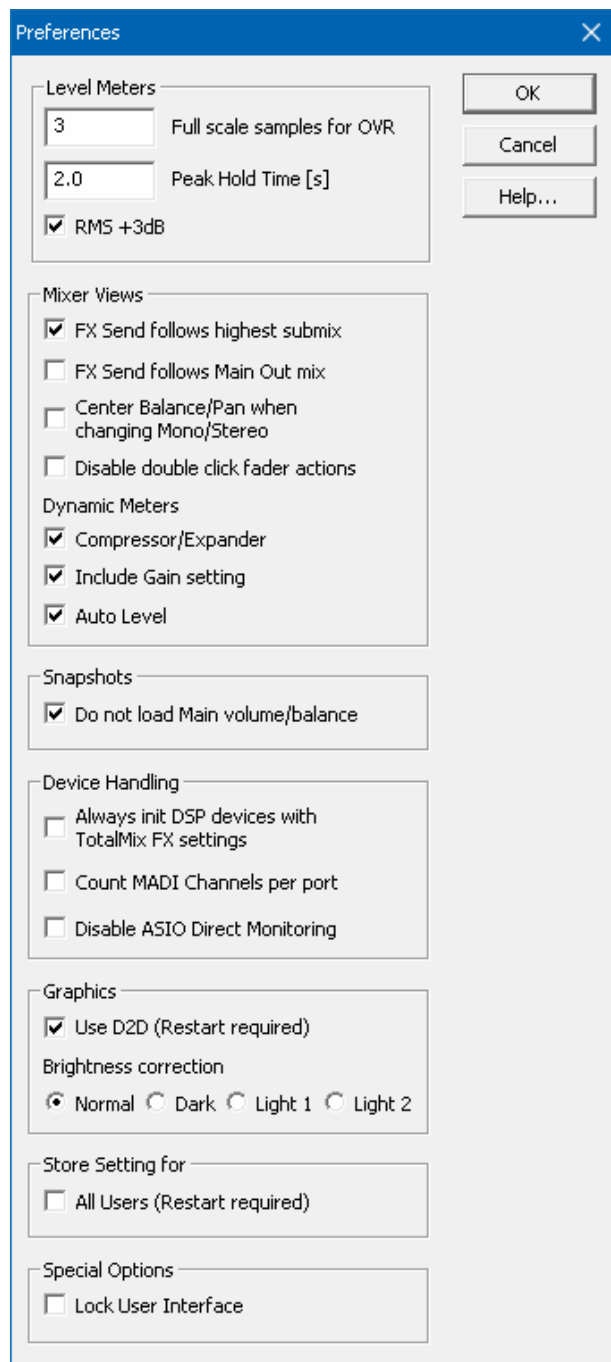 Preferences
Level Meters
3 Full scale samples for OVR
2.0 Peak Hold Time [s]
RMS +3dB
OK
Cancel
Help...
Mixer Views
FX Send follows highest submix
FX Send follows Main Out mix
Center Balance/Pan when
changing Mono/Stereo
Disable double click fader actions
Dynamic Meters
Compressor/Expander
Include Gain setting
Auto Level
Snapshots
Do not load Main volume/balance
Device Handling
Always init DSP devices with
TotalMix FX settings
Count MADI Channels per port
Disable ASIO Direct Monitoring
Graphics
Use D2D (Restart required)
Brightness correction
Normal Dark Light 1 Light 2
Store Setting for
All Users (Restart required)
Special Options
Lock User Interface